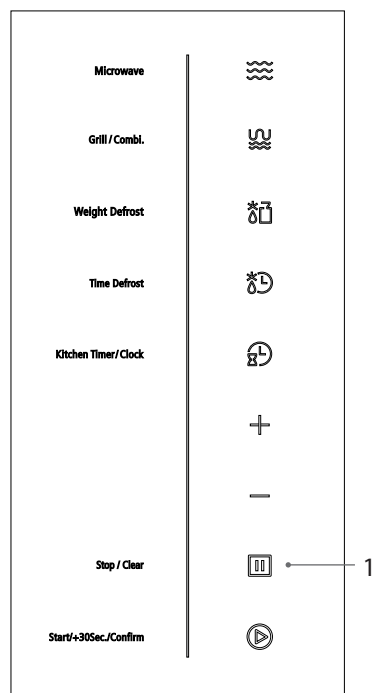 Microwave
Grill / Combi.
Weight Defrost
Time Defrost
Kitchen Timer/Clock
Stop / Clear
1
Start/+30Sec./Confirm